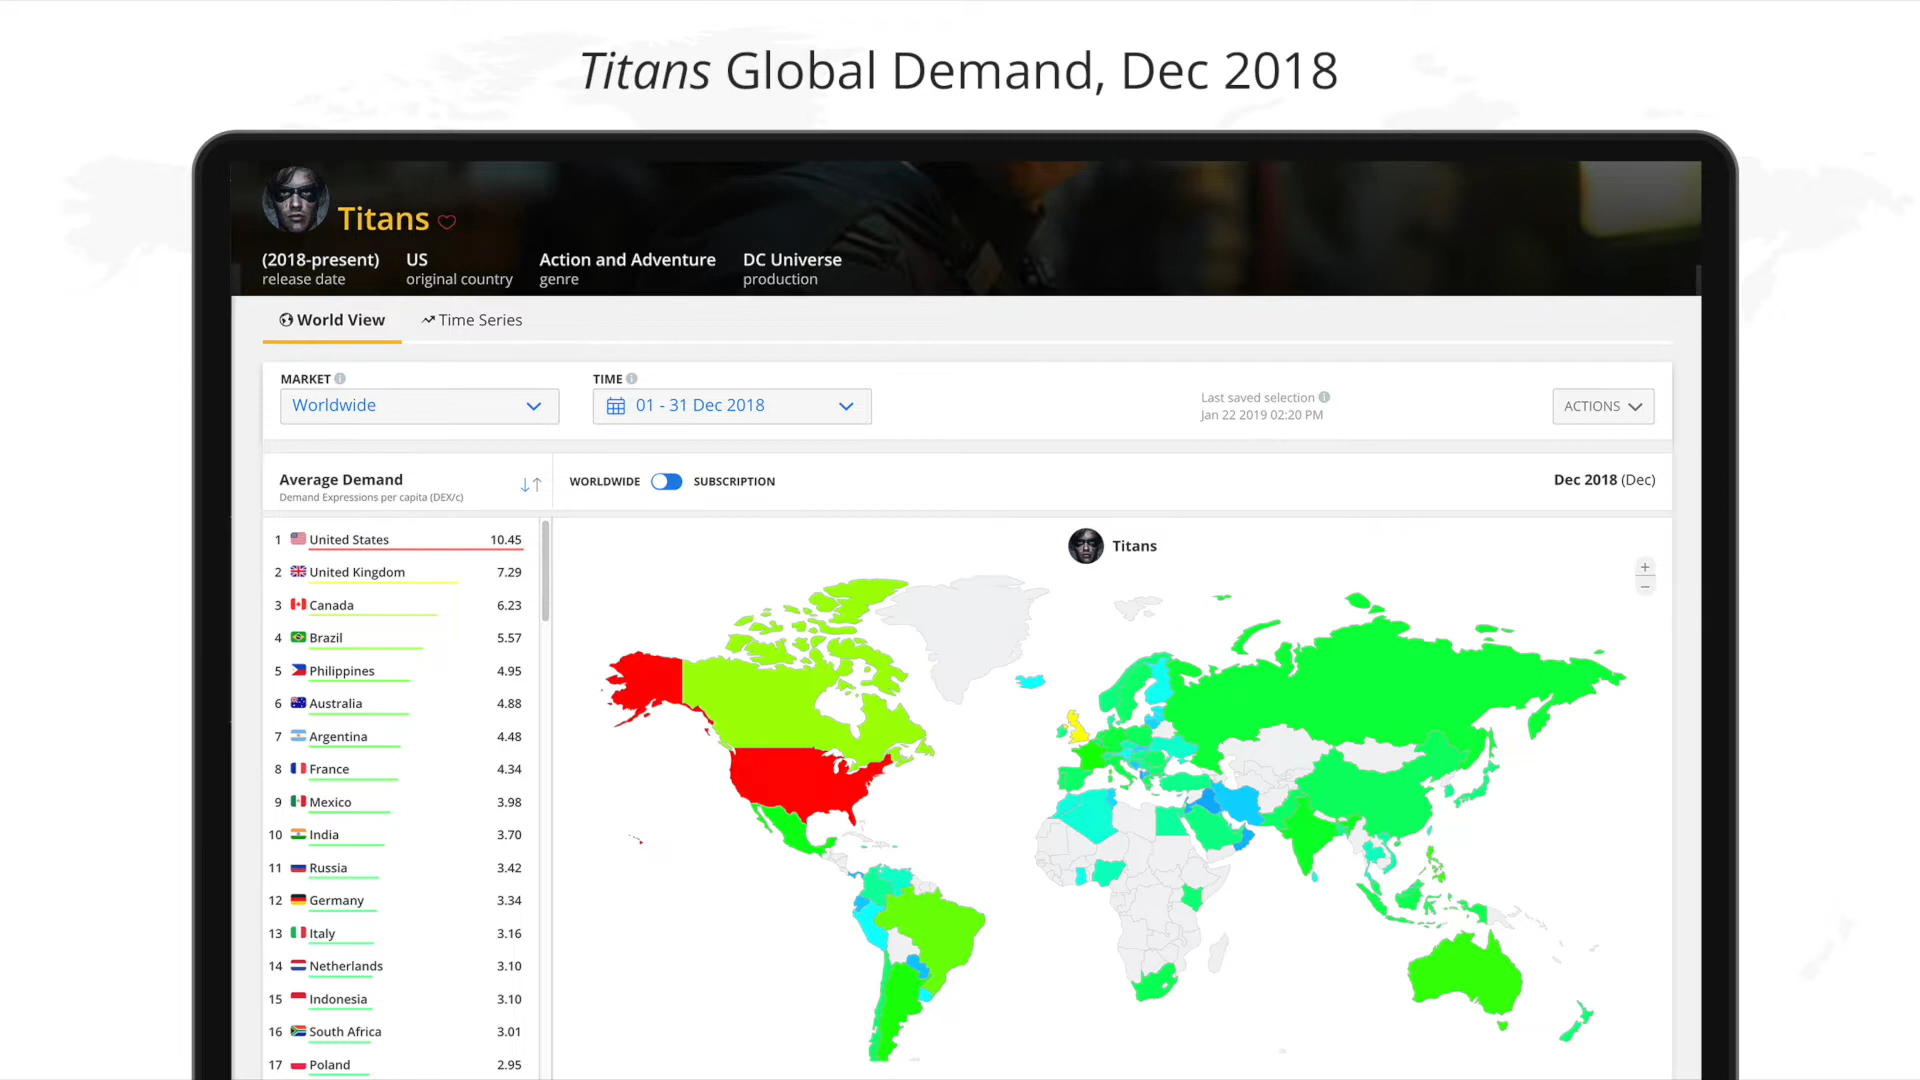 Titans Global Demand, Dec 2018
Titans
(2018-present) US Action and Adventure DC Universe
release date original country genre production
World View Time Series
MARKET TIME
Worldwide 01 - 31 Dec 2018
Last saved selection
Jan 22 2019 02:20 PM
ACTIONS
Average Demand
Demand Expressions per capita (DEX/c)
WORLDWIDE SUBSCRIPTION
Dec 2018 (Dec)
Titans
+
−
1 United States 10.45
2 United Kingdom 7.29
3 Canada 6.23
4 Brazil 5.57
5 Philippines 4.95
6 Australia 4.88
7 Argentina 4.48
8 France 4.34
9 Mexico 3.98
10 India 3.70
11 Russia 3.42
12 Germany 3.34
13 Italy 3.16
14 Netherlands 3.10
15 Indonesia 3.10
16 South Africa 3.01
17 Poland 2.95